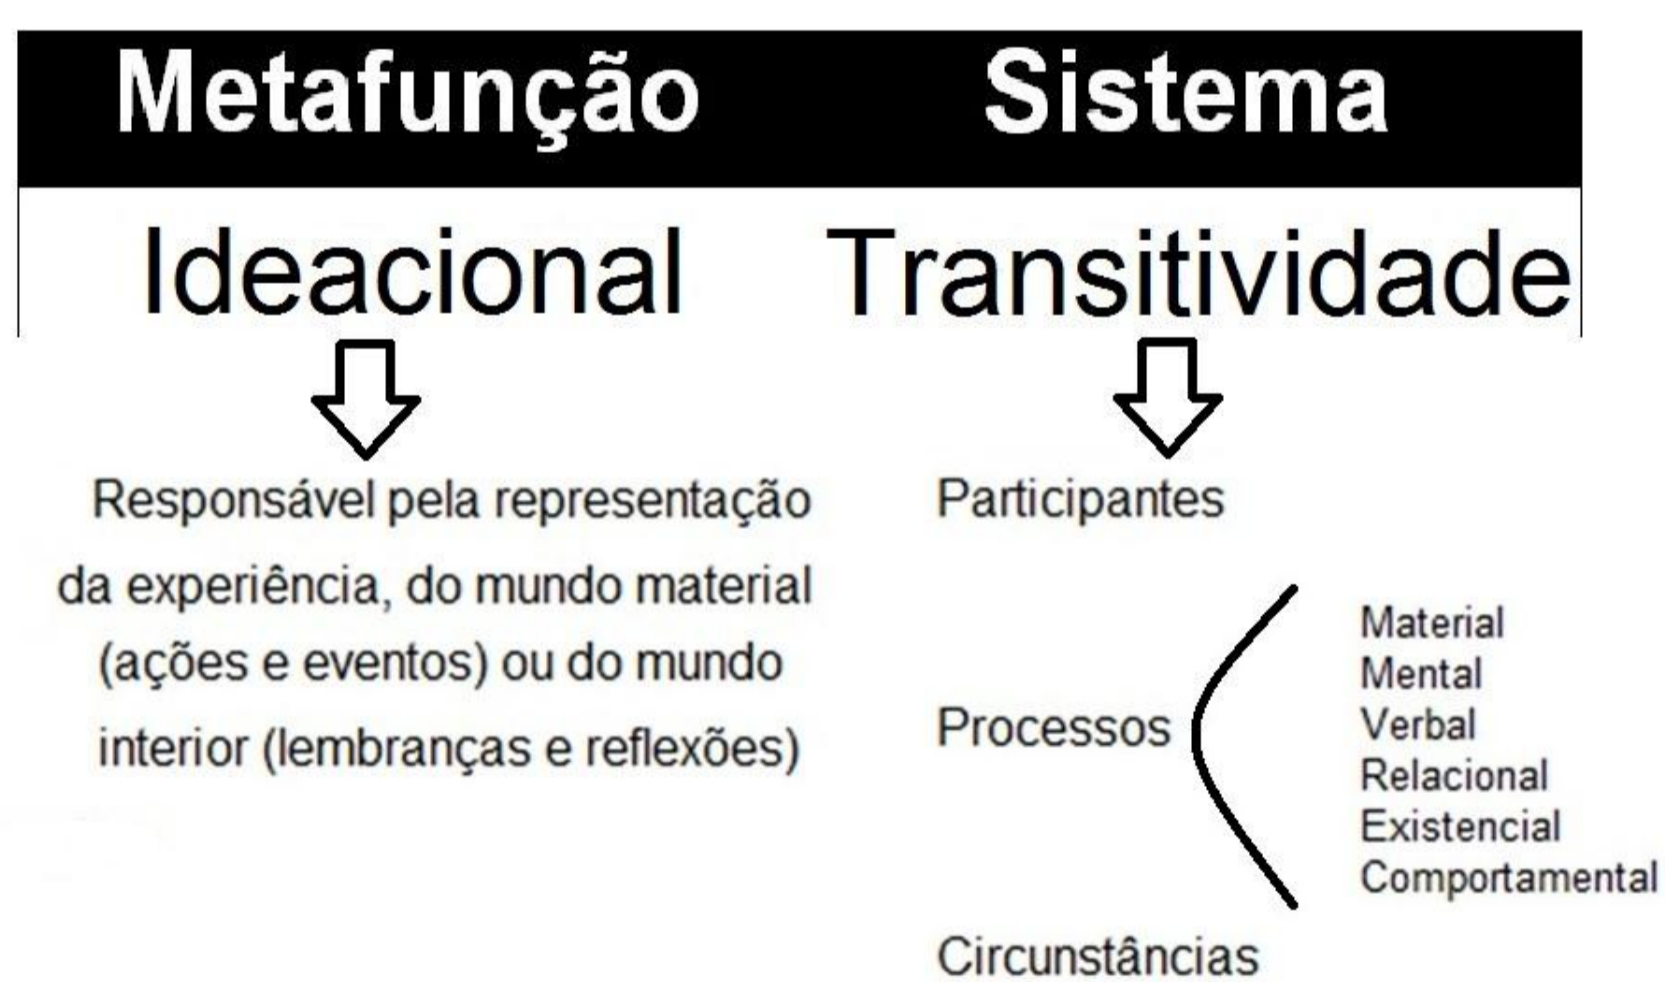 Metafunção Sistema
Ideacional Transitividade
Responsável pela representação
da experiência, do mundo material
(ações e eventos) ou do mundo
interior (lembranças e reflexões)
Participantes
Processos
Material
Mental
Verbal
Relacional
Existencial
Comportamental
Circunstâncias